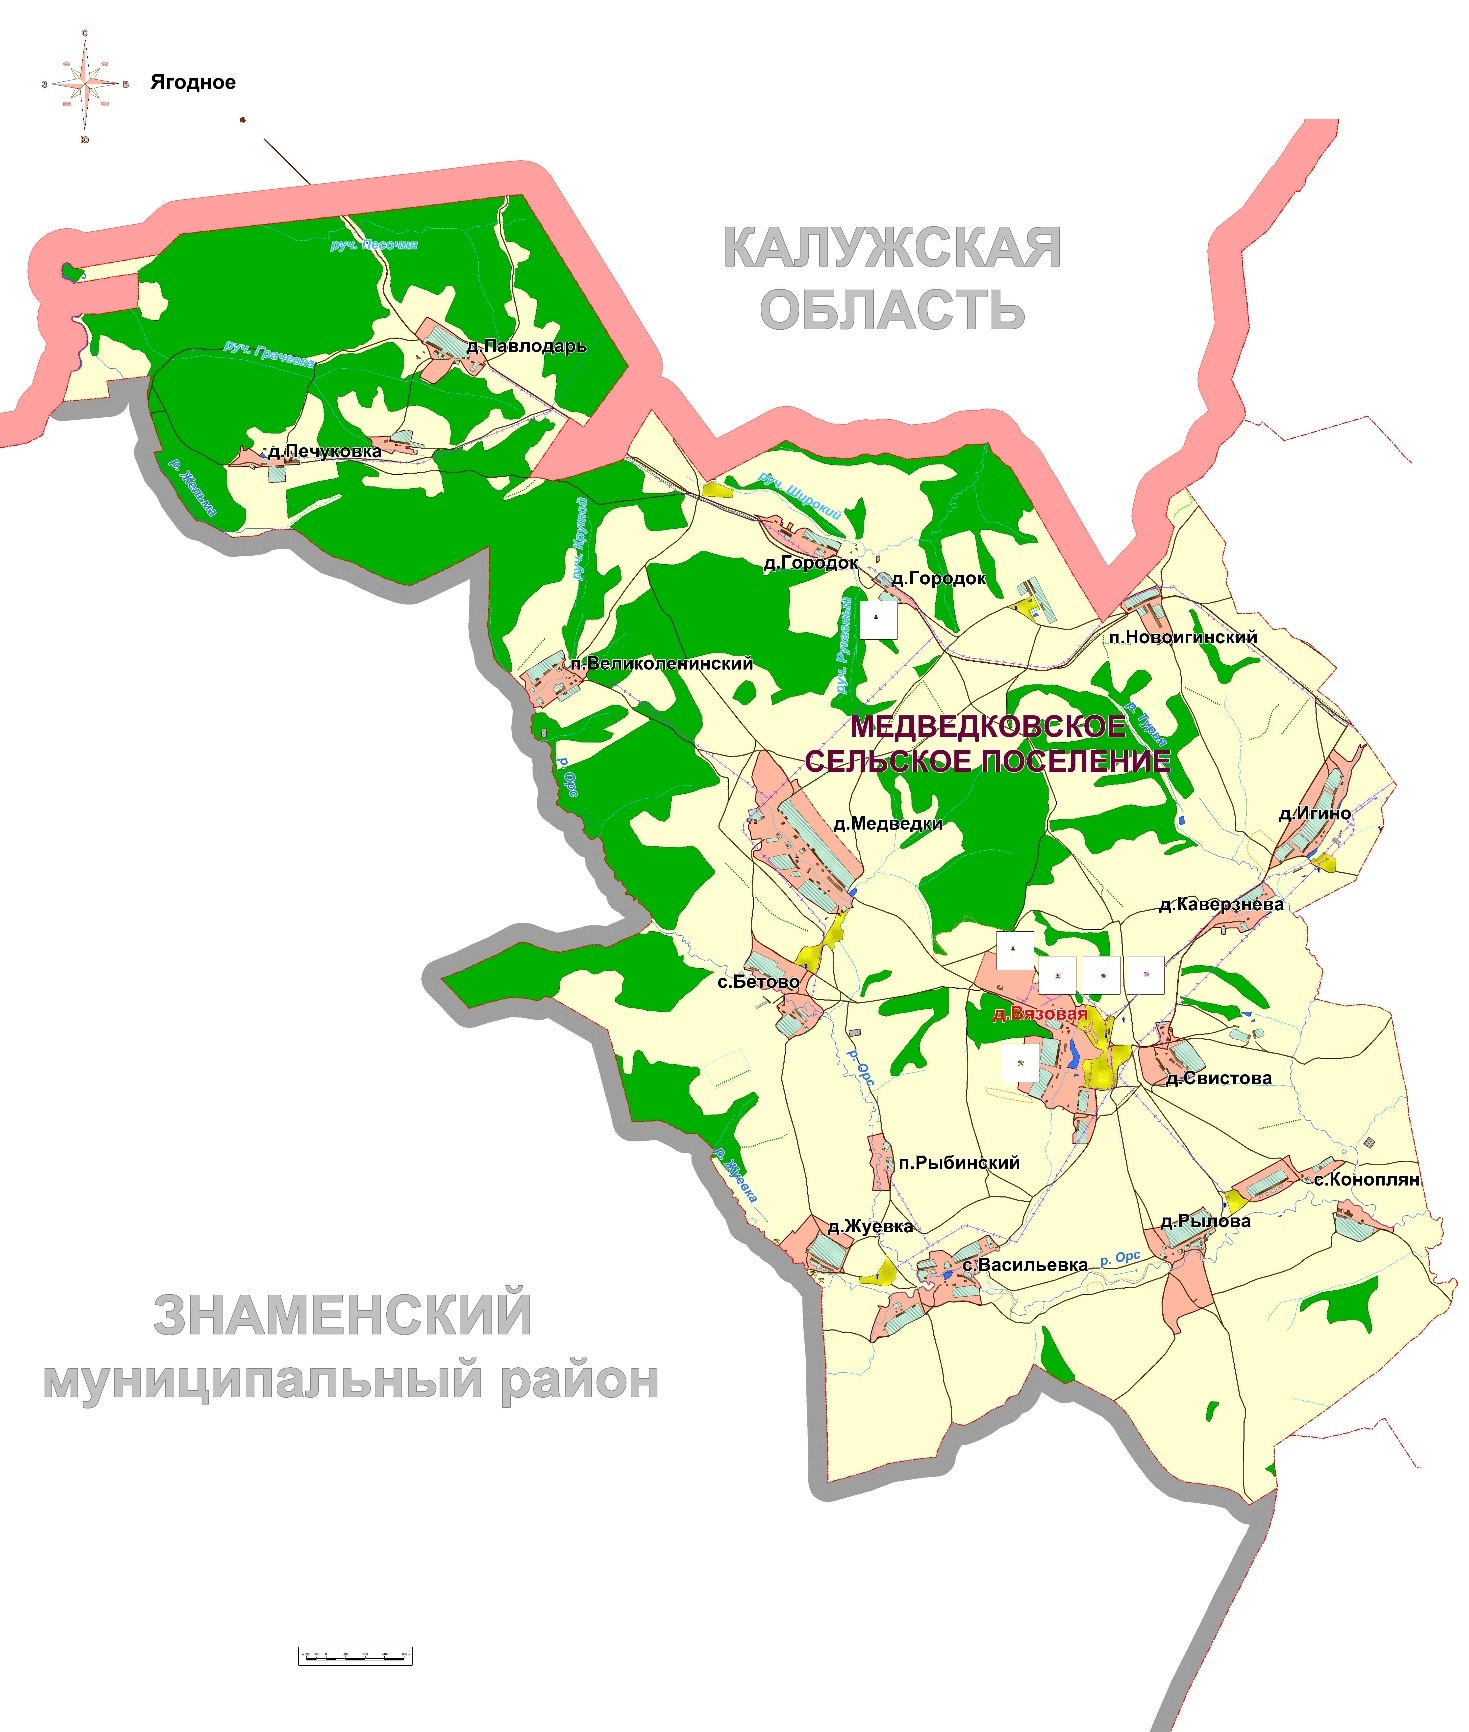 С
З
В
Ю
Ягодное
КАЛУЖСКАЯ
ОБЛАСТЬ
руч. Песочня
руч. Грачевка
д.Павлодарь
д.Печуковка
р. Жельма
руч. Крутой
руч. Широкий
д.Городок
д.Городок
п.Новоигинский
п.Великоленинский
МЕДВЕДКОВСКОЕ
СЕЛЬСКОЕ ПОСЕЛЕНИЕ
р. Турья
р. Орс
д.Медведки
д.Игино
д.Каверзнева
с.Бетово
д.Вязовая
р. Орс
д.Свистова
п.Рыбинский
р. Жуевка
с.Коноплян
д.Жуевка
д.Рылова
с.Васильевка
р. Орс
ЗНАМЕНСКИЙ
муниципальный район